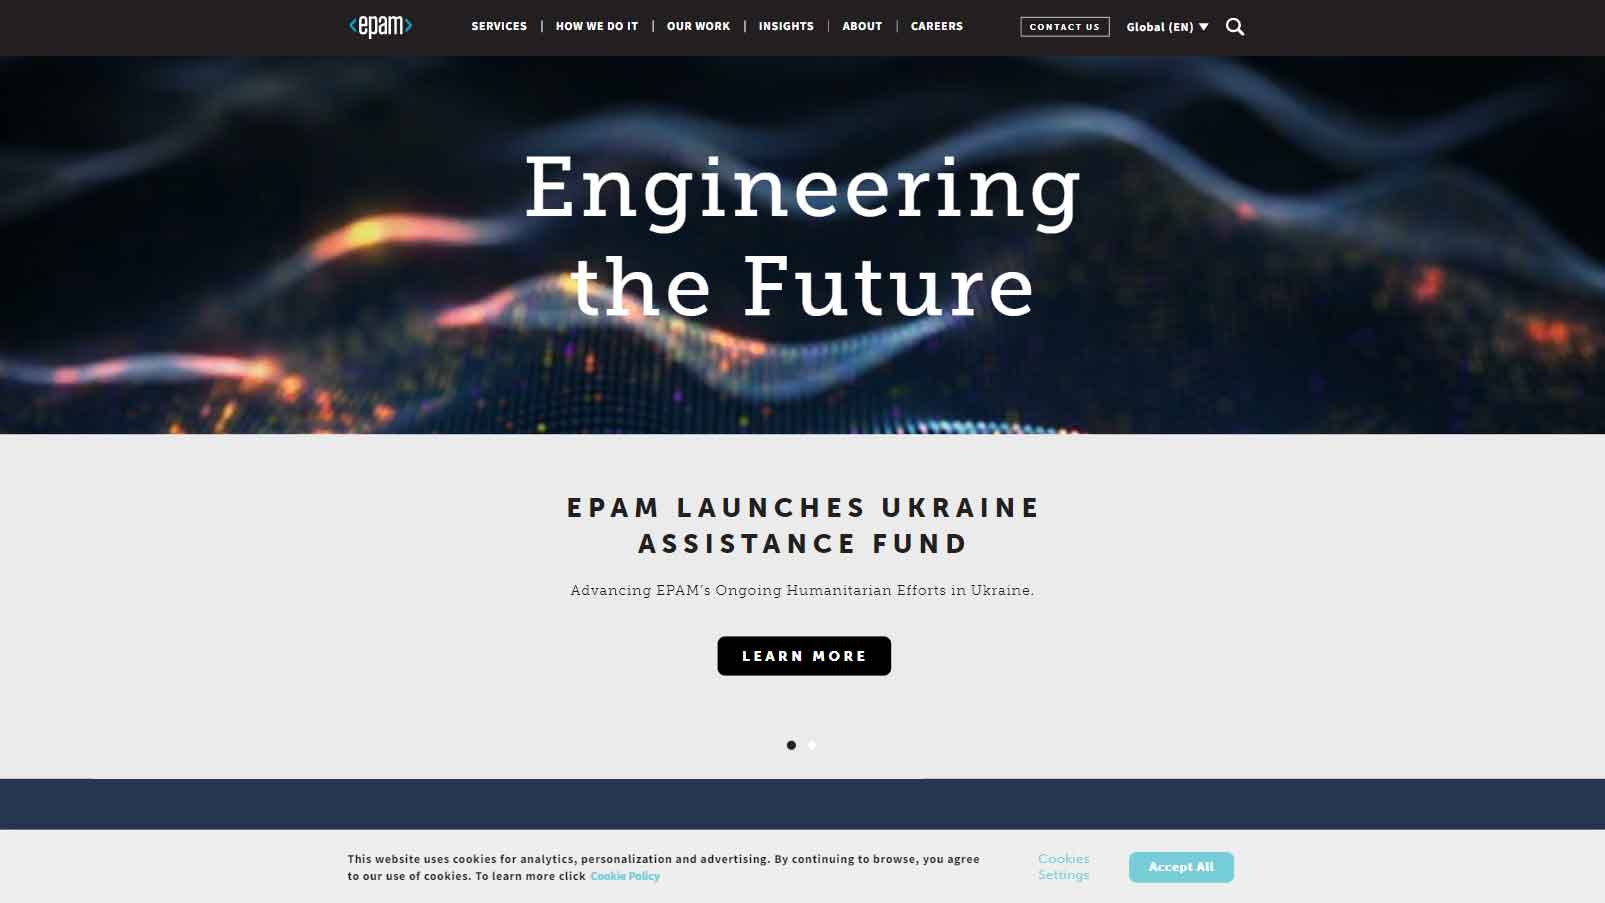 <epam>
SERVICES | HOW WE DO IT | OUR WORK | INSIGHTS | ABOUT | CAREERS
CONTACT US
Global (EN)
Engineering
the Future
EPAM LAUNCHES UKRAINE
ASSISTANCE FUND
Advancing EPAM's Ongoing Humanitarian Efforts in Ukraine.
LEARN MORE
This website uses cookies for analytics, personalization and advertising. By continuing to browse, you agree
to our use of cookies. To learn more click Cookie Policy
Cookies
Settings
Accept All